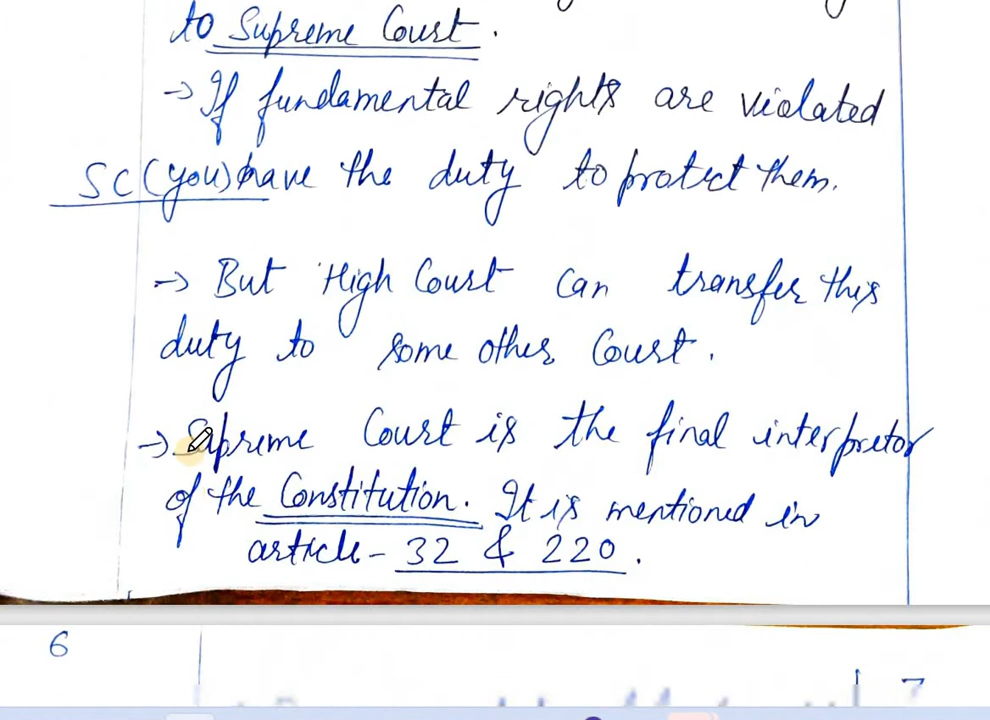 to Supreme Court.
→ If fundamental rights are violated
SC (you) have the duty to protect them.
→ But High Court can transfer this
duty to some other Court.
→ Supreme Court is the final interpretor
of the Constitution. It is mentioned in
article - 32 & 220.
6
7